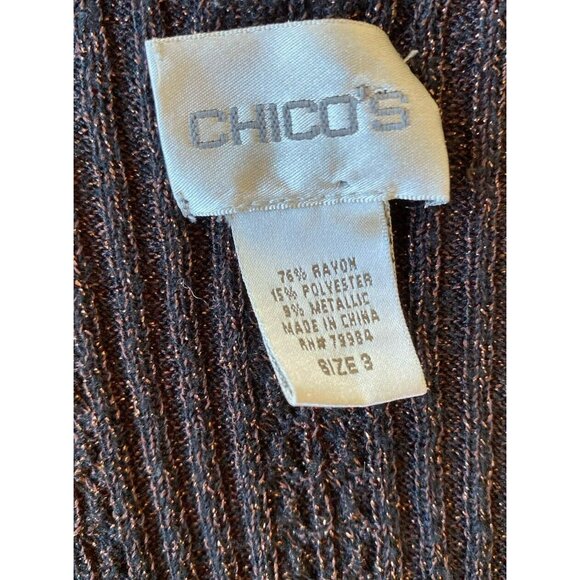 CHICO'S
76% RAYON
15% POLYESTER
9% METALLIC
MADE IN CHINA
RN# 79984
SIZE 3